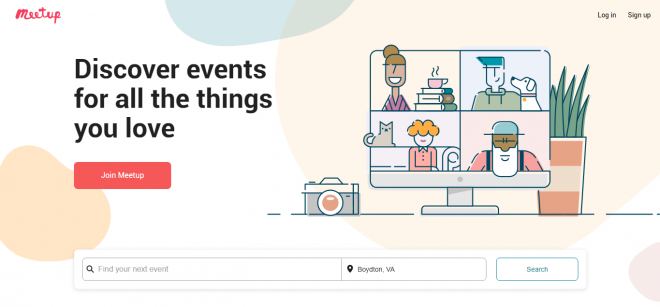 meetup
Log in
Sign up
Discover events
for all the things
you love
Join Meetup
Find your next event
Boydton, VA
Search